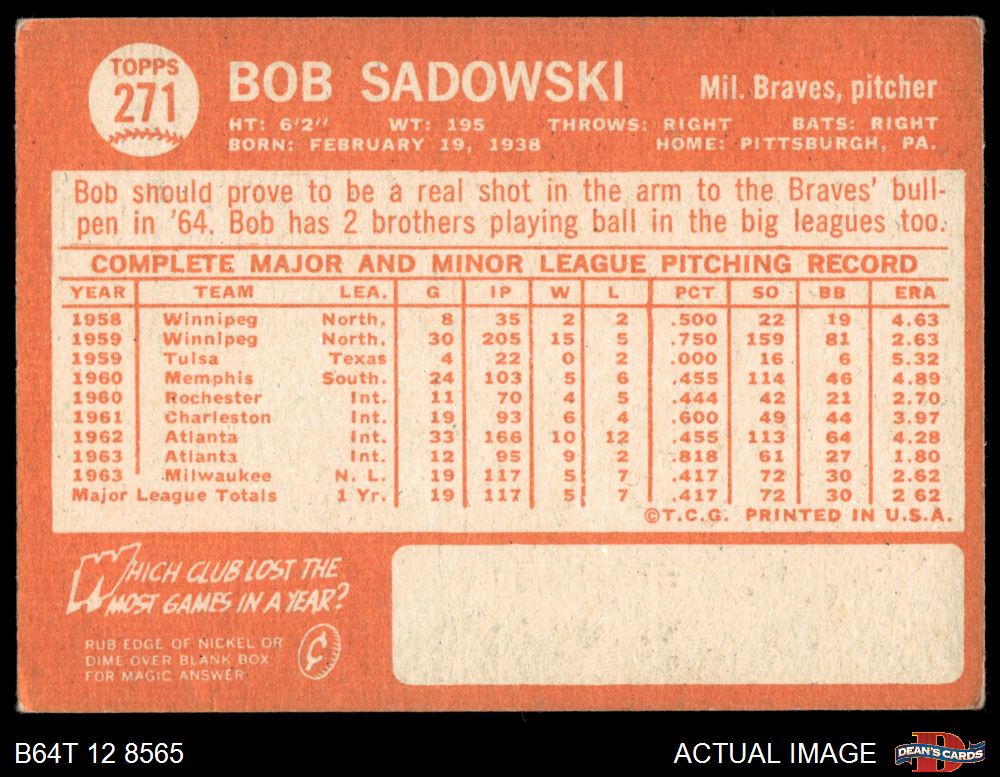 TOPPS
271
BOB SADOWSKI
Mil. Braves, pitcher
HT: 6'2" WT: 195 THROWS: RIGHT BATS: RIGHT
BORN: FEBRUARY 19, 1938 HOME: PITTSBURGH, PA.
Bob should prove to be a real shot in the arm to the Braves' bull-
pen in '64. Bob has 2 brothers playing ball in the big leagues too.
COMPLETE MAJOR AND MINOR LEAGUE PITCHING RECORD
YEAR TEAM LEA. G IP W L PCT SO BB ERA
1958 Winnipeg North. 8 35 2 2 .500 22 19 4.63
1959 Winnipeg North. 30 205 15 5 .750 159 81 2.63
1959 Tulsa Texas 4 22 0 2 .000 16 6 5.32
1960 Memphis South. 24 103 5 6 .455 114 46 4.89
1960 Rochester Int. 11 70 4 5 .444 42 21 2.70
1961 Charleston Int. 19 93 6 4 .600 49 44 3.97
1962 Atlanta Int. 33 166 10 12 .455 113 64 4.28
1963 Atlanta Int. 12 95 9 2 .818 61 27 1.80
1963 Milwaukee N. L. 19 117 5 7 .417 72 30 2.62
Major League Totals 1 Yr. 19 117 5 7 .417 72 30 2 62
©T.C.G. PRINTED IN U.S.A.
WHICH CLUB LOST THE
MOST GAMES IN A YEAR?
RUB EDGE OF NICKEL OR
DIME OVER BLANK BOX
FOR MAGIC ANSWER
¢
B64T 12 8565
ACTUAL IMAGE
D
DEAN'S CARDS